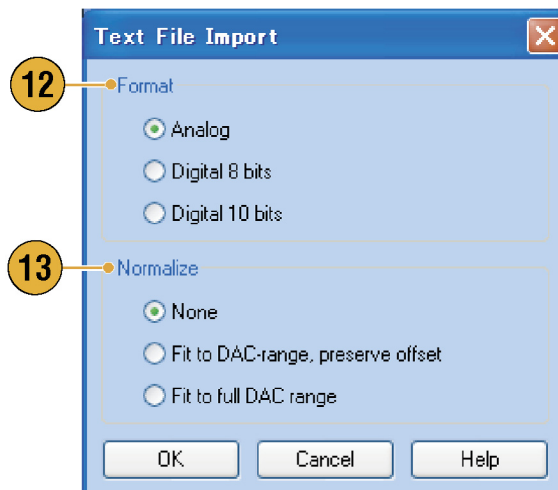 Text File Import
12
Format
Analog
Digital 8 bits
Digital 10 bits
13
Normalize
None
Fit to DAC-range, preserve offset
Fit to full DAC range
OK Cancel Help